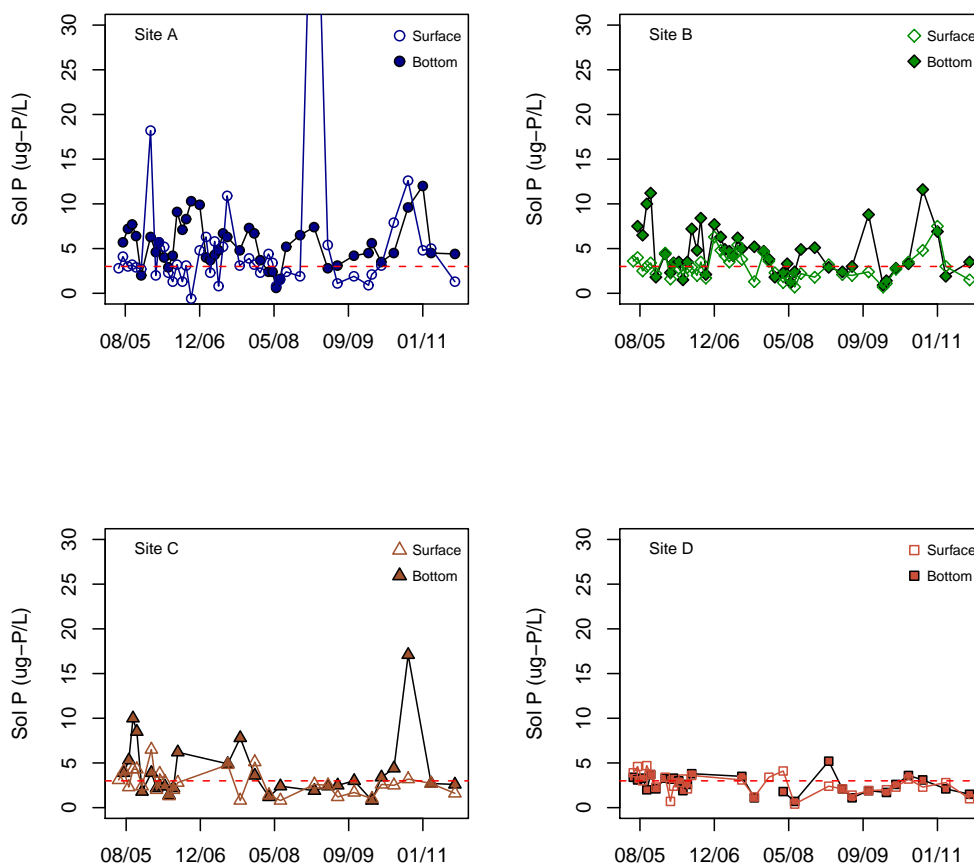 Site A
Surface
Bottom
Sol P (ug−P/L)
0 5 10 15 20 25 30
08/05 12/06 05/08 09/09 01/11
Site B
Surface
Bottom
Sol P (ug−P/L)
0 5 10 15 20 25 30
08/05 12/06 05/08 09/09 01/11
Site C
Surface
Bottom
Sol P (ug−P/L)
0 5 10 15 20 25 30
08/05 12/06 05/08 09/09 01/11
Site D
Surface
Bottom
Sol P (ug−P/L)
0 5 10 15 20 25 30
08/05 12/06 05/08 09/09 01/11